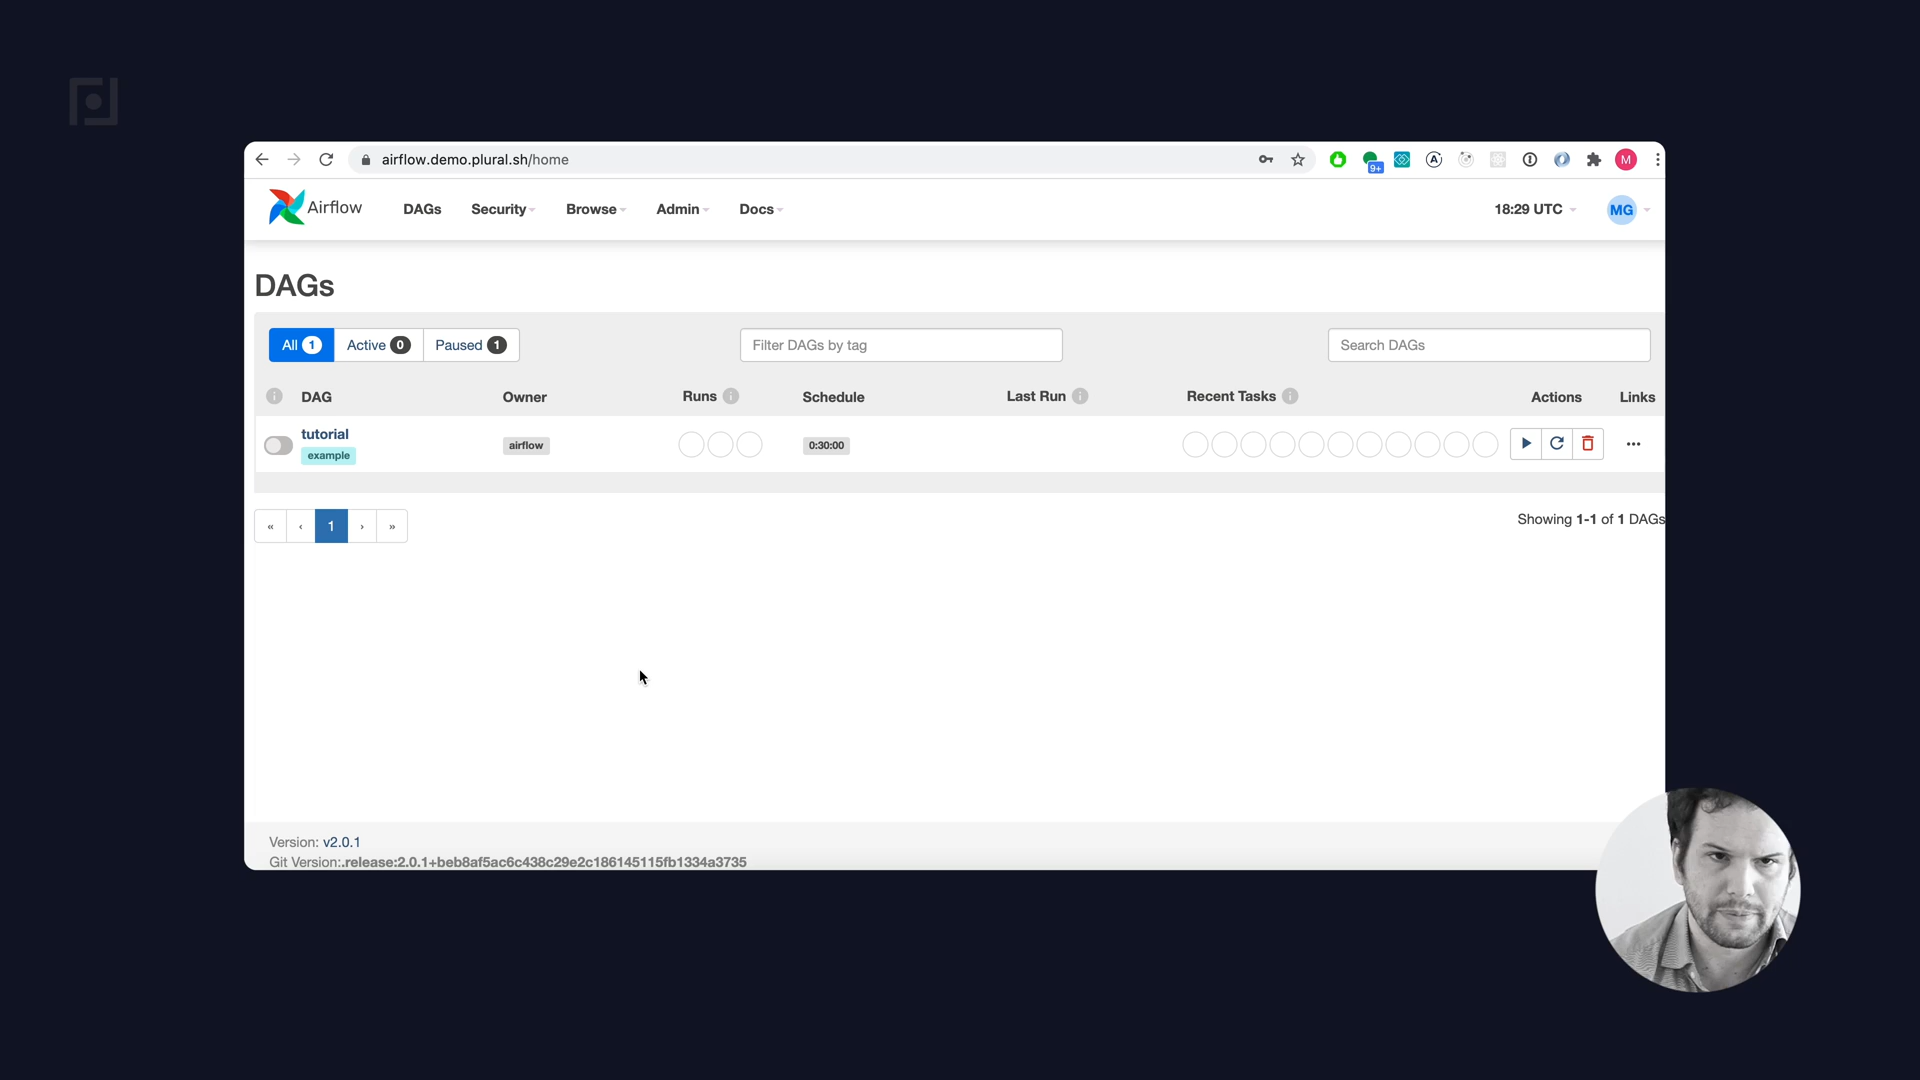 airflow.demo.plural.sh/home
9+
A
M
Airflow
DAGs
Security
Browse
Admin
Docs
18:29 UTC
MG
DAGs
All 1
Active 0
Paused 1
Filter DAGs by tag
Search DAGs
i DAG
Owner
Runs i
Schedule
Last Run i
Recent Tasks i
Actions
Links
tutorial
example
airflow
0:30:00
« ‹ 1 › »
Showing 1-1 of 1 DAGs
Version: v2.0.1
Git Version:.release:2.0.1+beb8af5ac6c438c29e2c186145115fb1334a3735